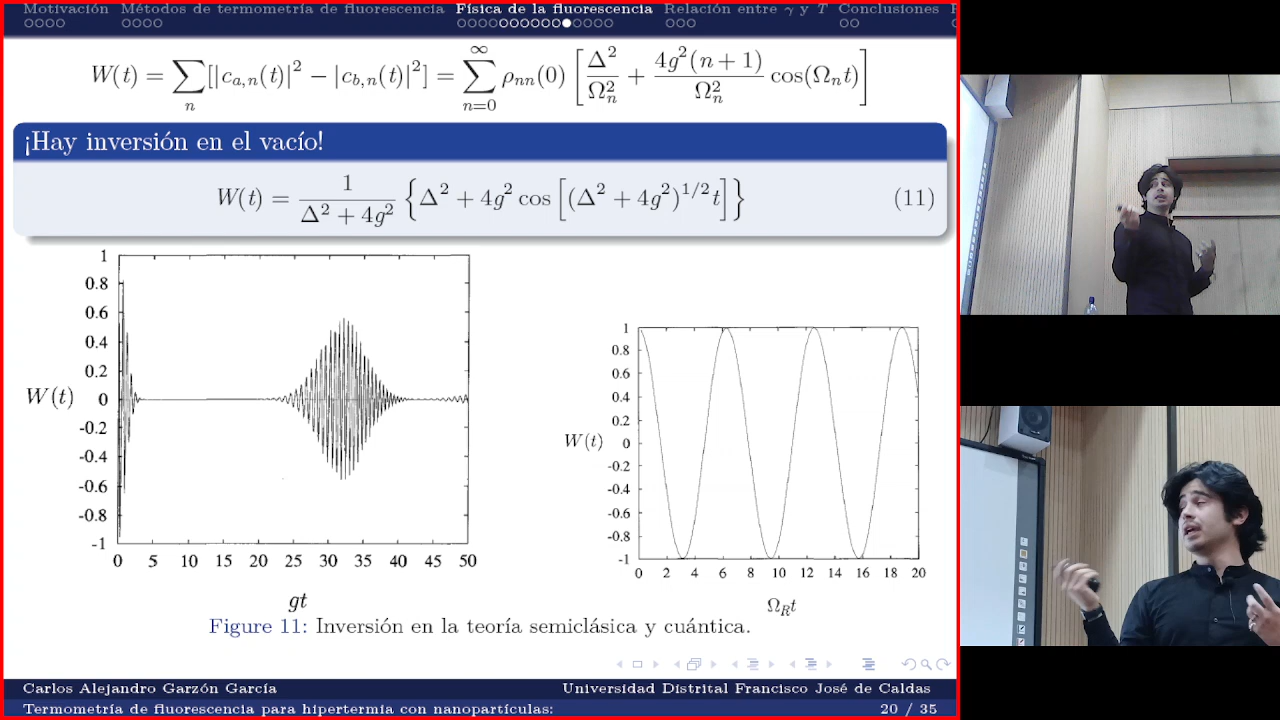 Motivación Métodos de termometría de fluorescencia Física de la fluorescencia Relación entre γ y T Conclusiones
W(t) = ∑_n [|c_{a,n}(t)|² − |c_{b,n}(t)|²] = ∑_{n=0}^{∞} ρ_{nn}(0) [Δ²/Ω_n² + 4g²(n+1)/Ω_n² cos(Ω_n t)]
¡Hay inversión en el vacío!
W(t) = 1/(Δ² + 4g²) {Δ² + 4g² cos[(Δ² + 4g²)^{1/2} t]} (11)
1
0.8
0.6
0.4
0.2
W(t) 0
-0.2
-0.4
-0.6
-0.8
-1
0 5 10 15 20 25 30 35 40 45 50
gt
1
0.8
0.6
0.4
0.2
W(t) 0
-0.2
-0.4
-0.6
-0.8
-1
0 2 4 6 8 10 12 14 16 18 20
Ω_R t
Figure 11: Inversión en la teoría semiclásica y cuántica.
Carlos Alejandro Garzón García Universidad Distrital Francisco José de Caldas
Termometría de fluorescencia para hipertermia con nanopartículas: 20 / 35